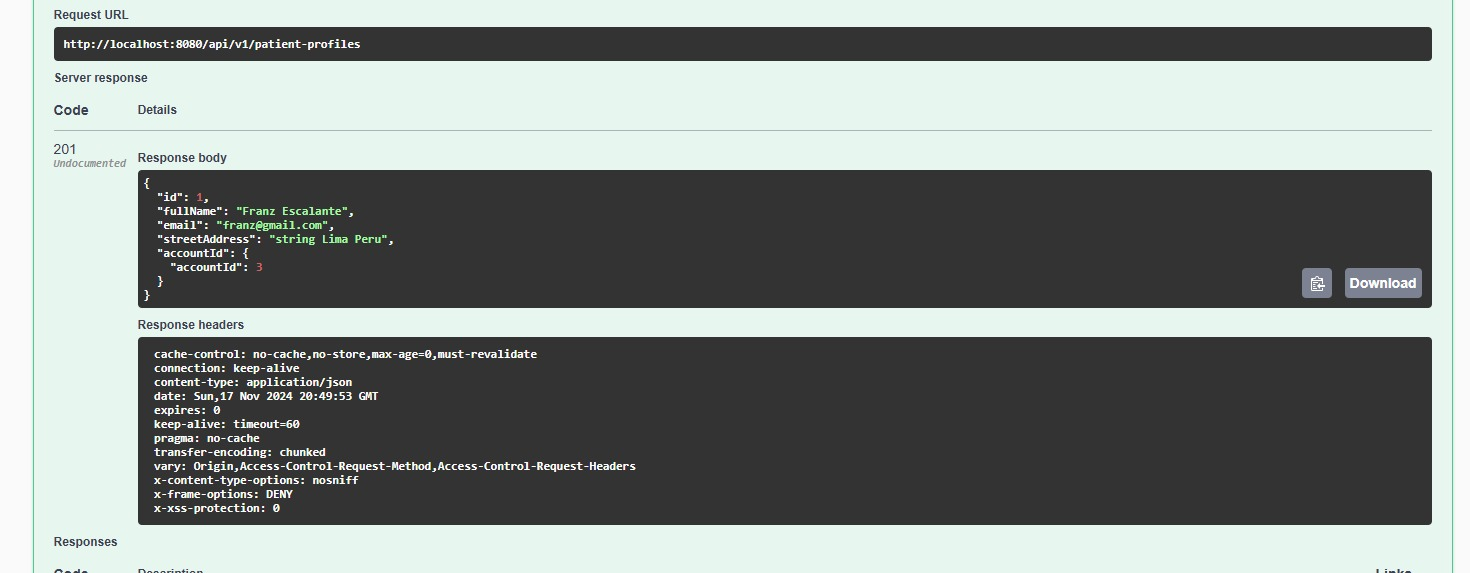 Request URL
http://localhost:8080/api/v1/patient-profiles
Server response
Code Details
201
Undocumented
Response body
{
  "id": 1,
  "fullName": "Franz Escalante",
  "email": "franz@gmail.com",
  "streetAddress": "string Lima Peru",
  "accountId": {
    "accountId": 3
  }
}
Download
Response headers
cache-control: no-cache,no-store,max-age=0,must-revalidate
connection: keep-alive
content-type: application/json
date: Sun,17 Nov 2024 20:49:53 GMT
expires: 0
keep-alive: timeout=60
pragma: no-cache
transfer-encoding: chunked
vary: Origin,Access-Control-Request-Method,Access-Control-Request-Headers
x-content-type-options: nosniff
x-frame-options: DENY
x-xss-protection: 0
Responses
Code Description Links